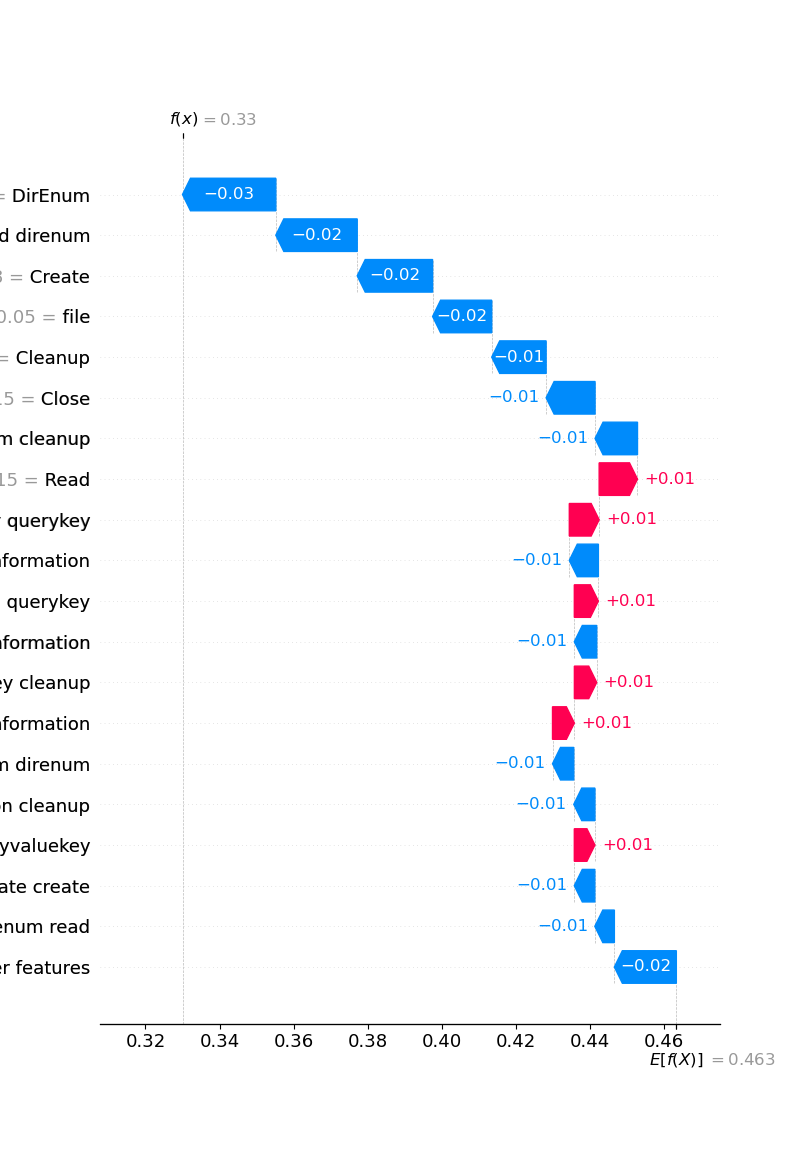 f(x) = 0.33
= DirEnum −0.03
d direnum −0.02
= Create −0.02
0.05 = file −0.02
= Cleanup −0.01
5 = Close −0.01
m cleanup −0.01
15 = Read +0.01
querykey +0.01
nformation −0.01
querykey +0.01
nformation −0.01
ey cleanup +0.01
nformation +0.01
m direnum −0.01
on cleanup −0.01
yvaluekey +0.01
ate create −0.01
enum read −0.01
er features −0.02
0.32 0.34 0.36 0.38 0.40 0.42 0.44 0.46
E[f(X)] = 0.463